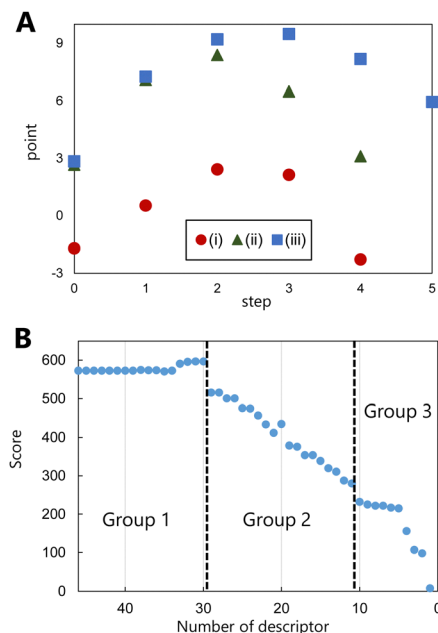 A
9
6
3
0
-3
point
(i) (ii) (iii)
0 1 2 3 4 5
step
B
600
500
400
300
200
100
0
Score
Group 3
Group 1 Group 2
40 30 20 10 0
Number of descriptor